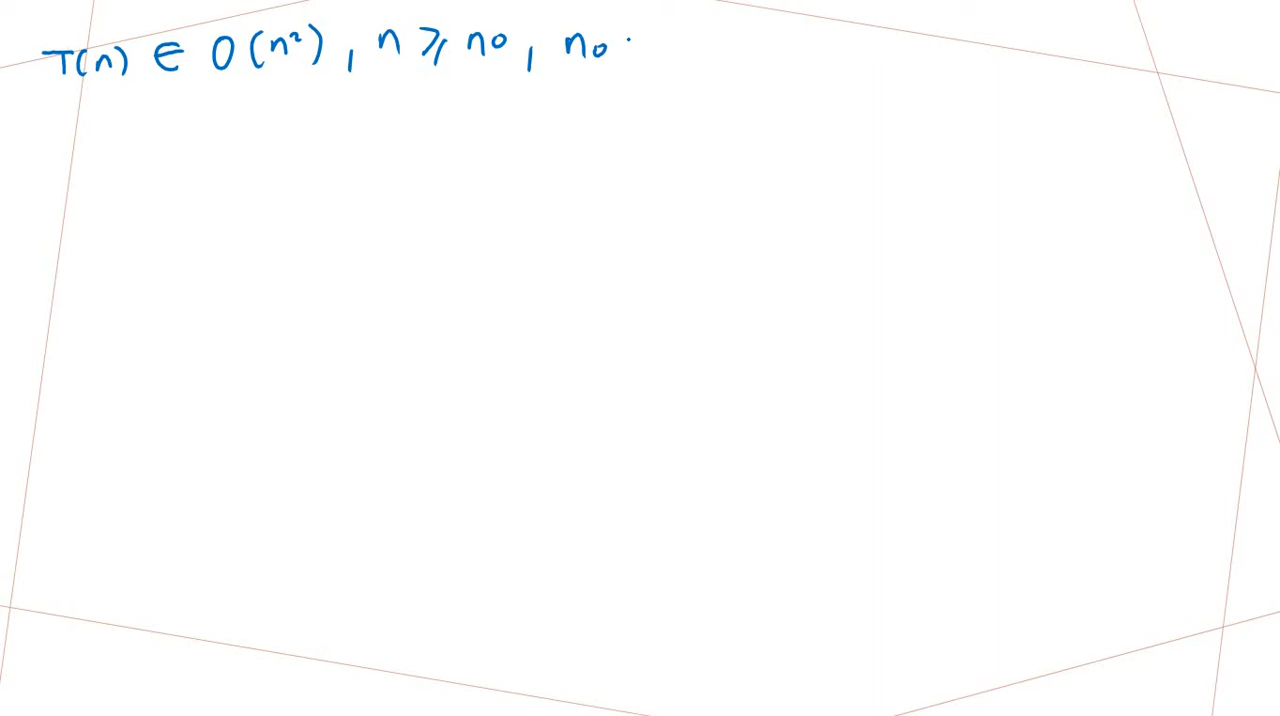 T(n) ∈ O(n²), n ⩾ n₀, n₀ ·